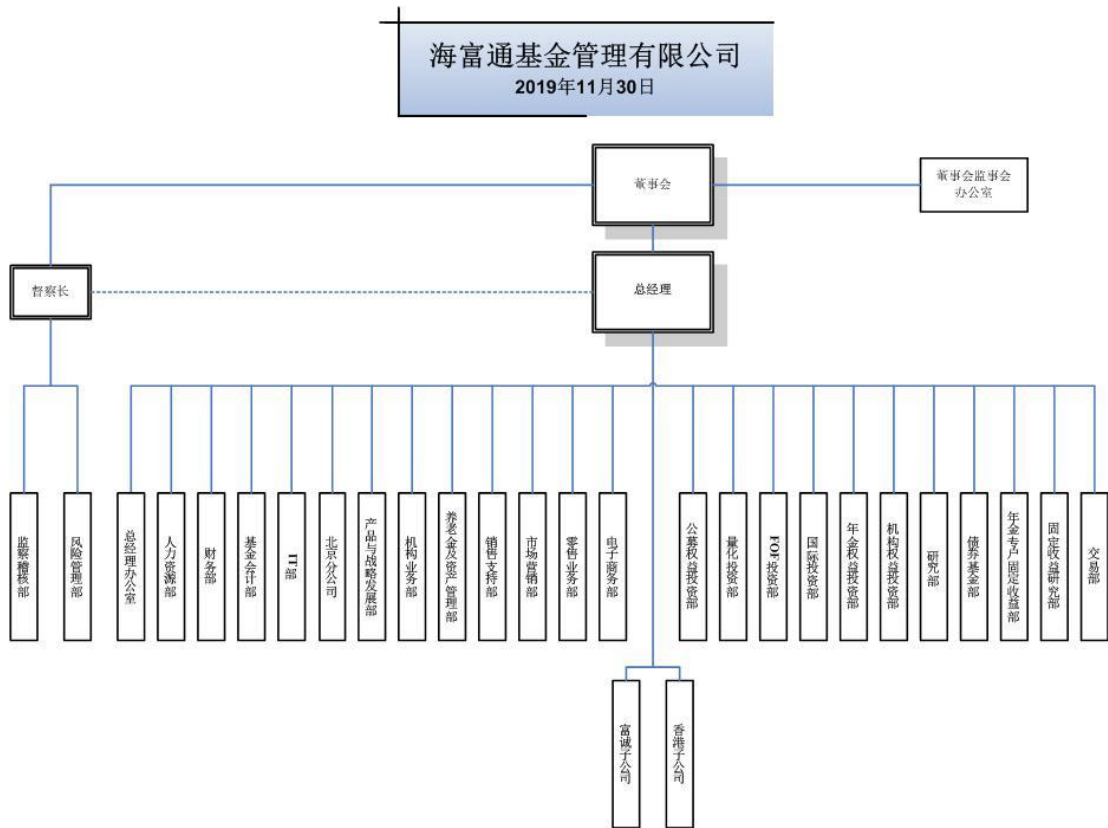 海富通基金管理有限公司
2019年11月30日
董事会
董事会监事会
办公室
督察长
总经理
监察稽核部
风险管理部
总经理办公室
人力资源部
财务部
基金会计部
IT部
北京分公司
产品与战略发展部
机构业务部
养老金及资产管理部
销售支持部
市场营销部
零售业务部
电子商务部
公募权益投资部
量化投资部
FOF投资部
国际投资部
年金权益投资部
机构权益投资部
研究部
债券基金部
年金专户固定收益部
固定收益研究部
交易部
富诚子公司
香港子公司